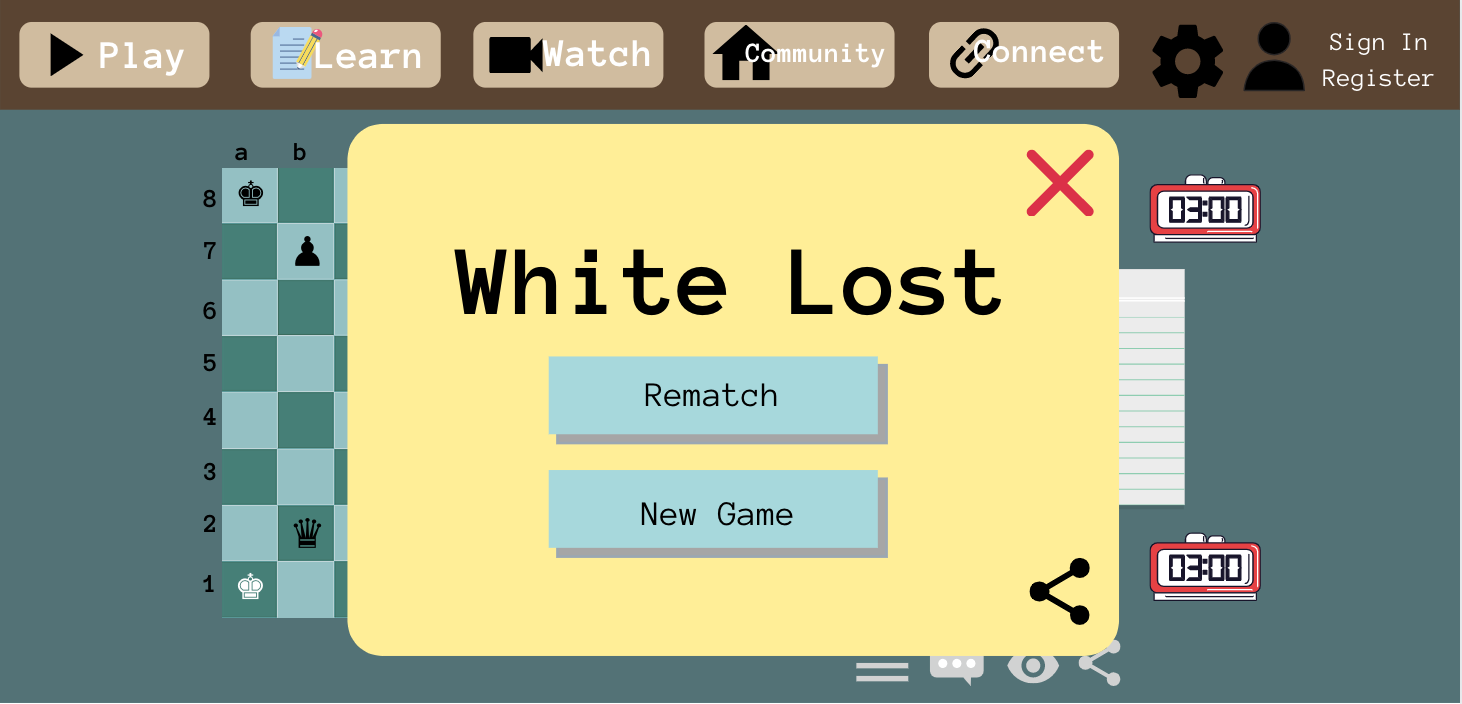 Play
Learn
Watch
Community
Connect
Sign In
Register
a b
8
7
6
5
4
3
2
1
03:00
White Lost
Rematch
New Game
03:00